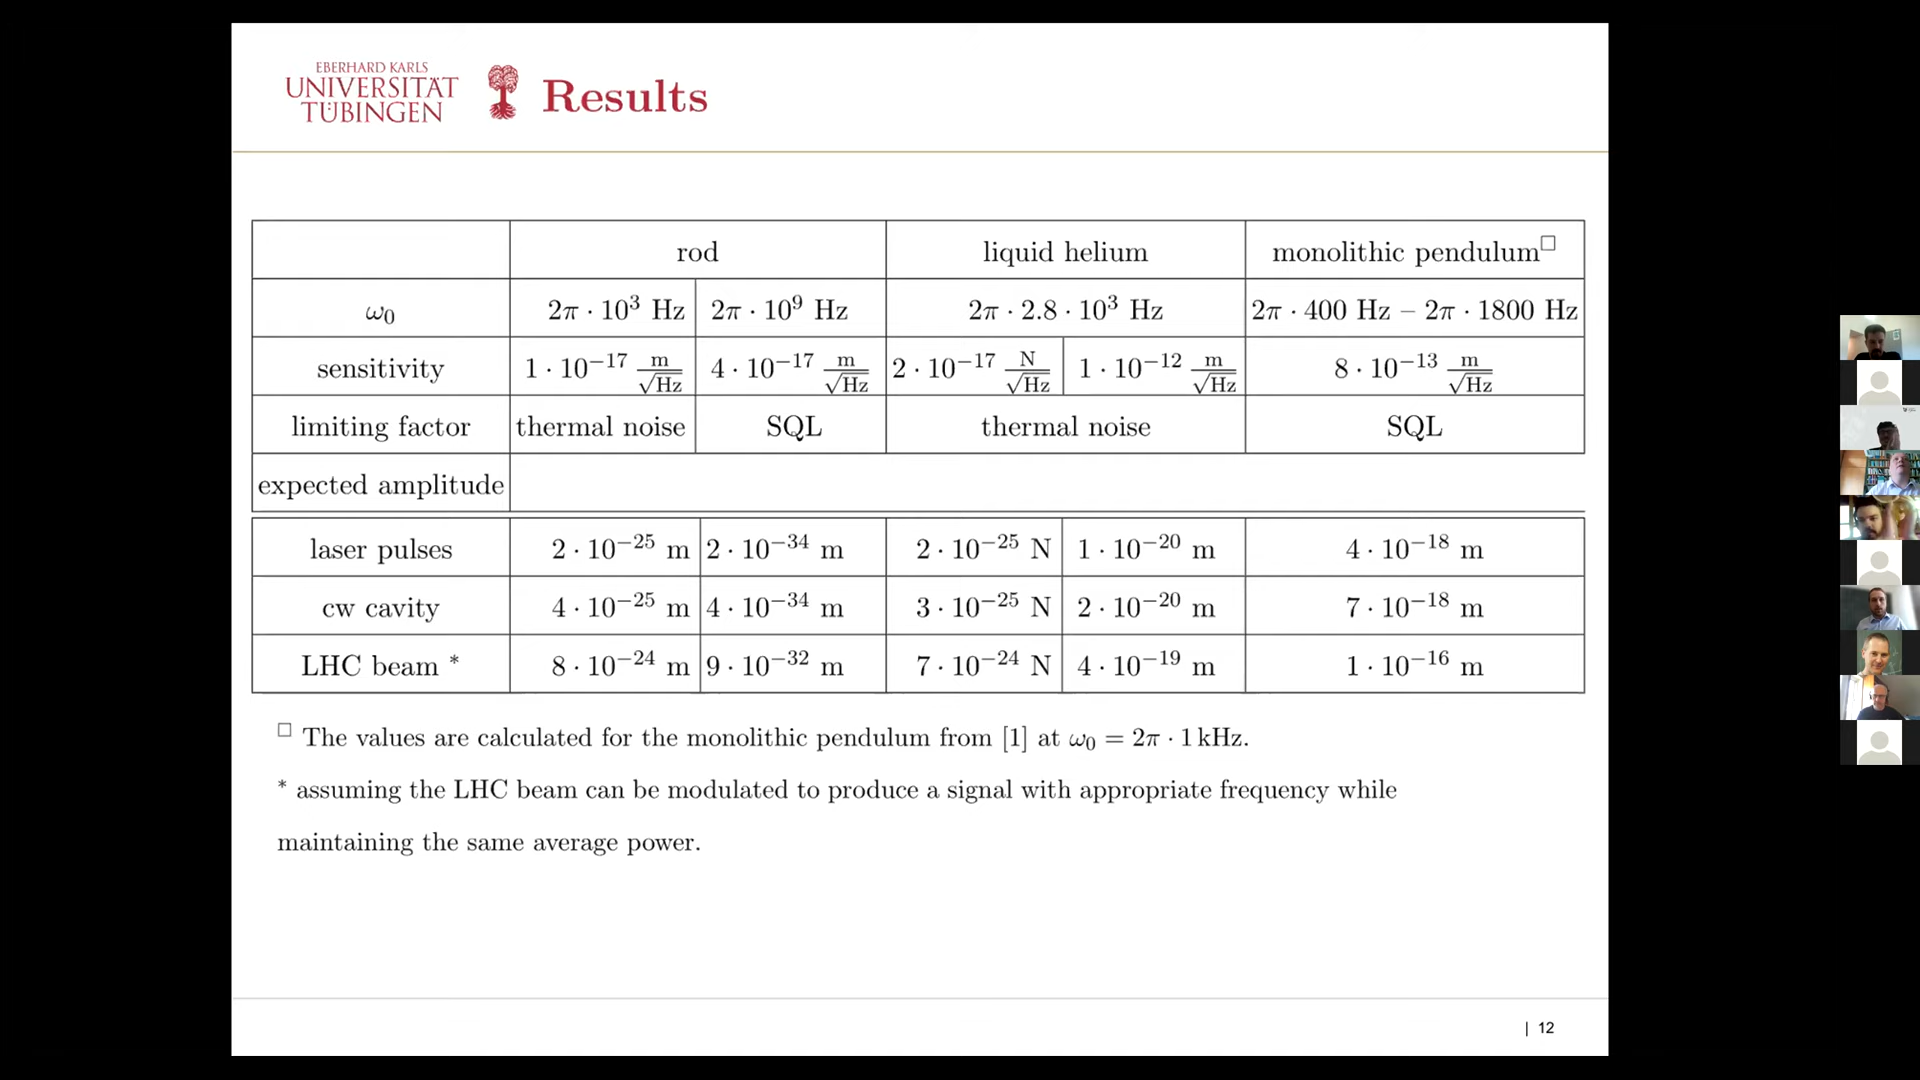 EBERHARD KARLS
UNIVERSITÄT
TÜBINGEN
Results
rod liquid helium monolithic pendulum□
ω₀ 2π · 10³ Hz 2π · 10⁹ Hz 2π · 2.8 · 10³ Hz 2π · 400 Hz – 2π · 1800 Hz
sensitivity 1 · 10⁻¹⁷ m/√Hz 4 · 10⁻¹⁷ m/√Hz 2 · 10⁻¹⁷ N/√Hz 1 · 10⁻¹² m/√Hz 8 · 10⁻¹³ m/√Hz
limiting factor thermal noise SQL thermal noise SQL
expected amplitude
laser pulses 2 · 10⁻²⁵ m 2 · 10⁻³⁴ m 2 · 10⁻²⁵ N 1 · 10⁻²⁰ m 4 · 10⁻¹⁸ m
cw cavity 4 · 10⁻²⁵ m 4 · 10⁻³⁴ m 3 · 10⁻²⁵ N 2 · 10⁻²⁰ m 7 · 10⁻¹⁸ m
LHC beam * 8 · 10⁻²⁴ m 9 · 10⁻³² m 7 · 10⁻²⁴ N 4 · 10⁻¹⁹ m 1 · 10⁻¹⁶ m
□ The values are calculated for the monolithic pendulum from [1] at ω₀ = 2π · 1 kHz.
* assuming the LHC beam can be modulated to produce a signal with appropriate frequency while
maintaining the same average power.
| 12